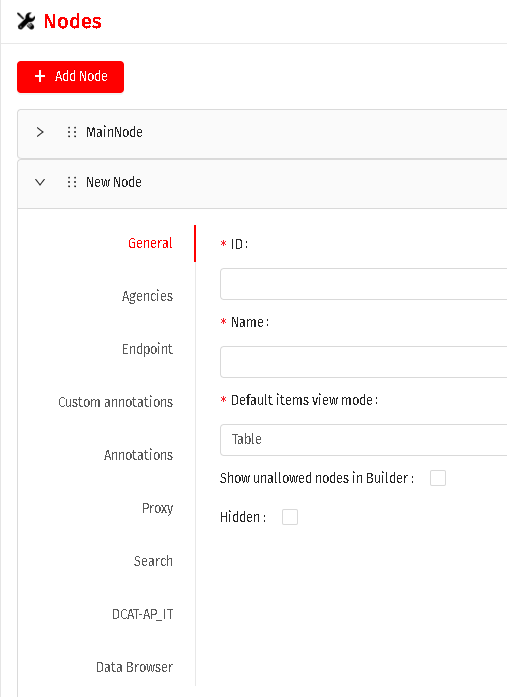 Nodes
+ Add Node
MainNode
New Node
General
* ID :
Agencies
* Name :
Endpoint
* Default items view mode :
Custom annotations
Table
Annotations
Show unallowed nodes in Builder :
Proxy
Hidden :
Search
DCAT-AP_IT
Data Browser